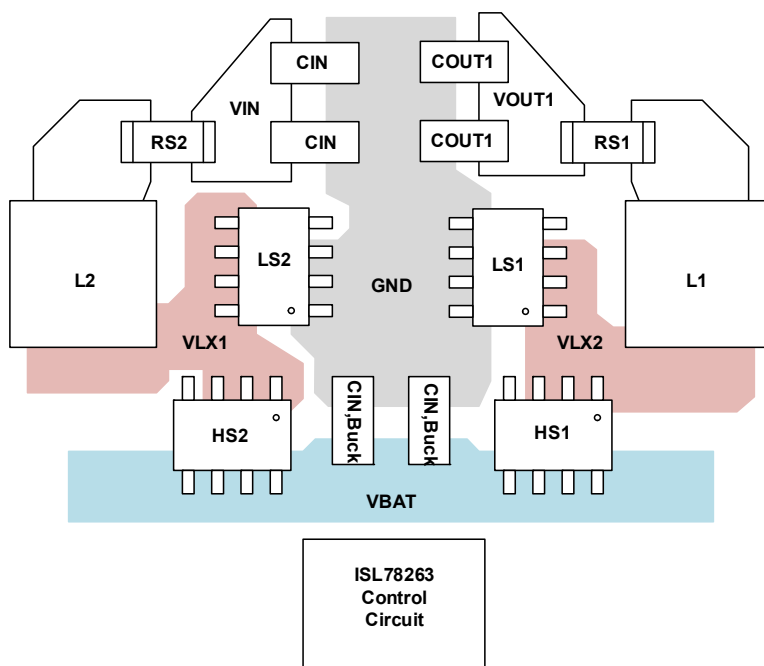 CIN
COUT1
VIN
VOUT1
RS2
CIN
COUT1
RS1
LS2
LS1
L2
GND
L1
VLX1
VLX2
CIN,Buck
CIN,Buck
HS2
HS1
VBAT
ISL78263
Control
Circuit